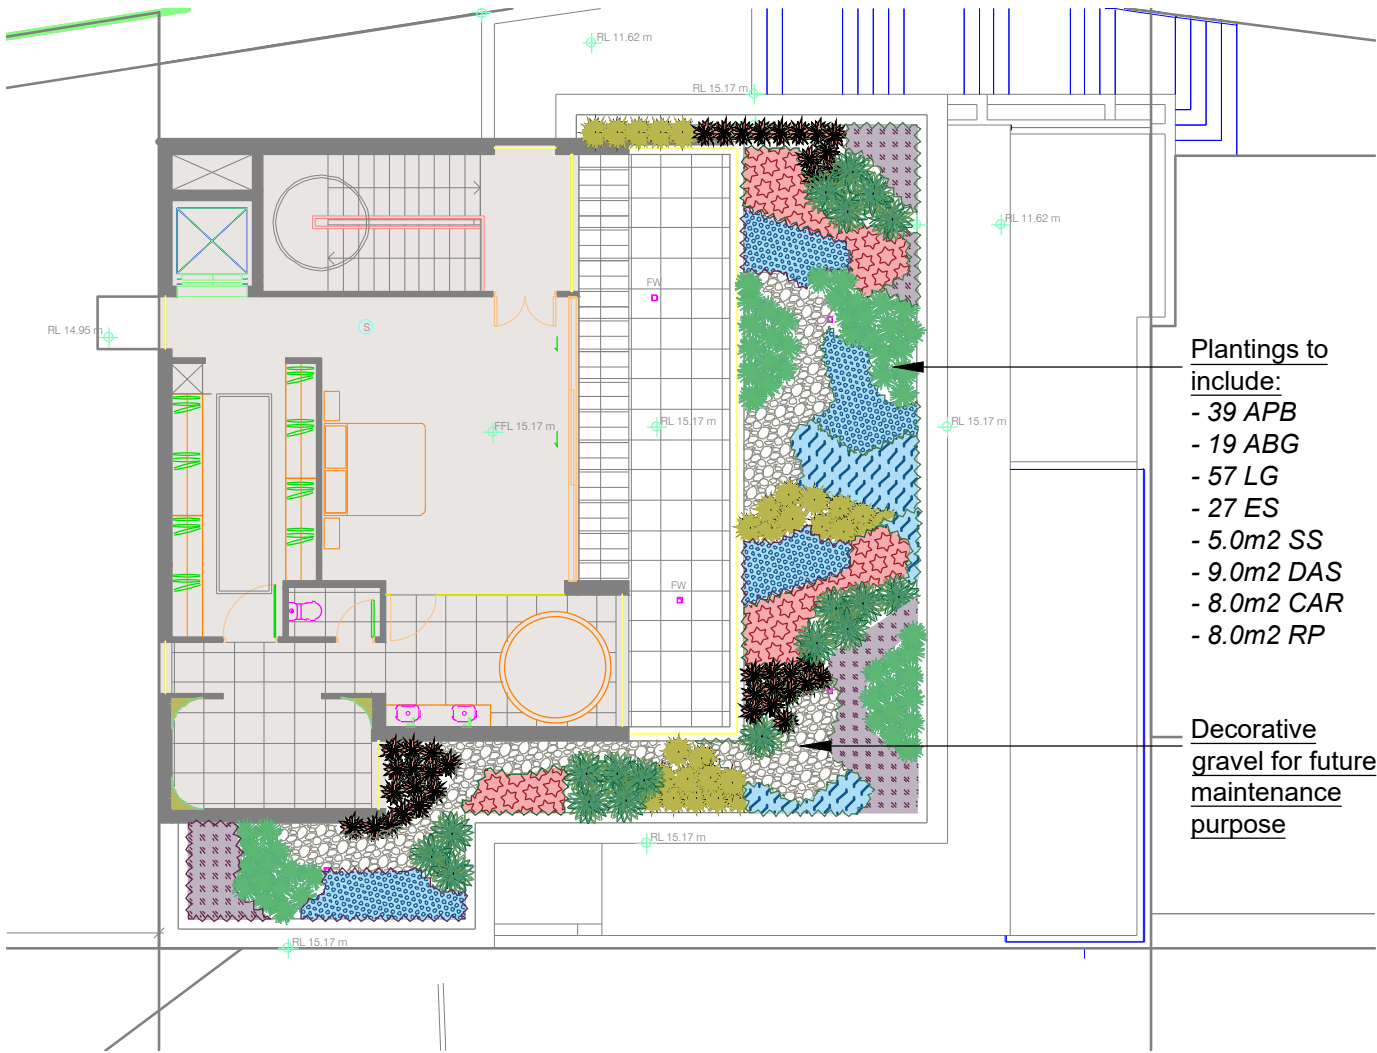 RL 11.62 m
RL 15.17 m
RL 11.62 m
FW
RL 14.95 m
S
Plantings to
include:
- 39 APB
- 19 ABG
- 57 LG
- 27 ES
- 5.0m2 SS
- 9.0m2 DAS
- 8.0m2 CAR
- 8.0m2 RP
FFL 15.17 m
RL 15.17 m
RL 15.17 m
FW
Decorative
gravel for future
maintenance
purpose
RL 15.17 m
RL 15.17 m